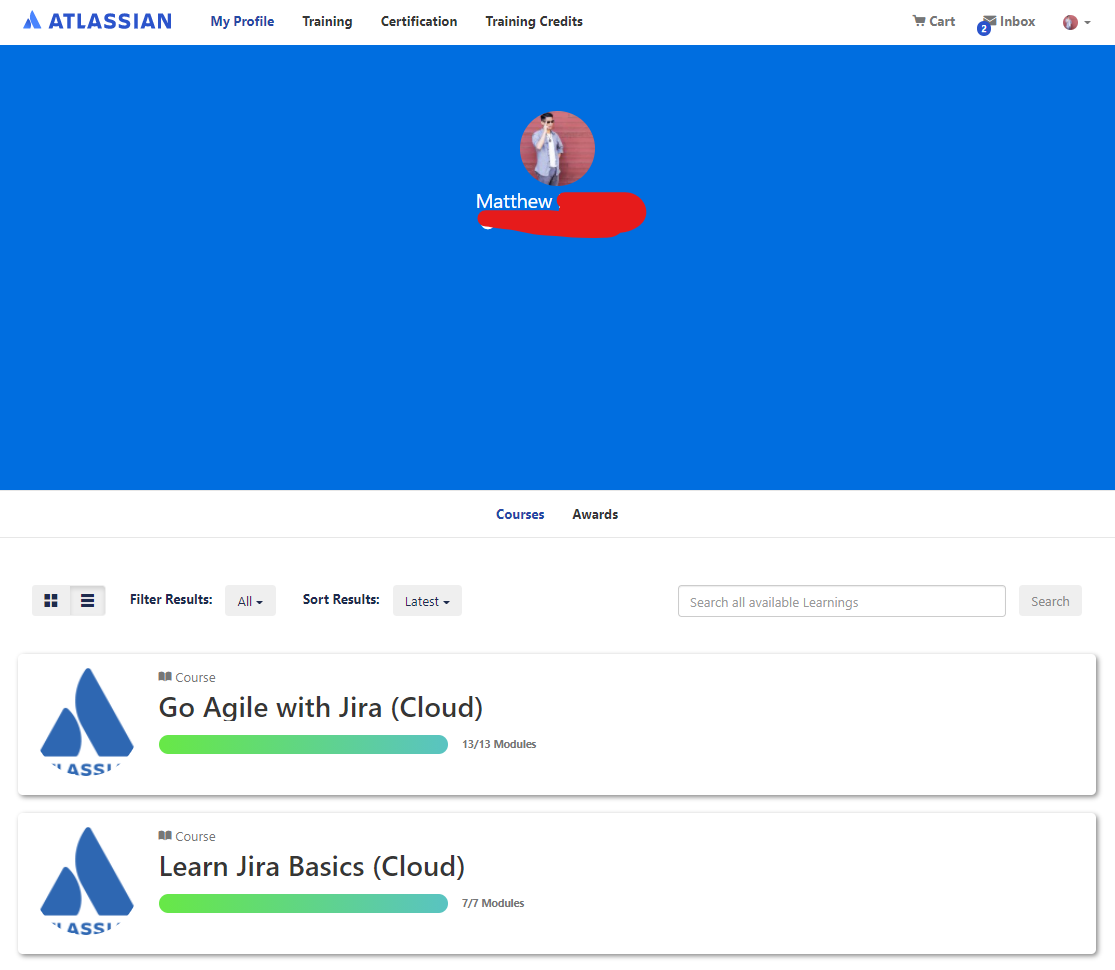 ATLASSIAN My Profile Training Certification Training Credits Cart 2 Inbox
Matthew
Courses Awards
Filter Results: All Sort Results: Latest Search all available Learnings Search
Course
Go Agile with Jira (Cloud)
13/13 Modules
Course
Learn Jira Basics (Cloud)
7/7 Modules